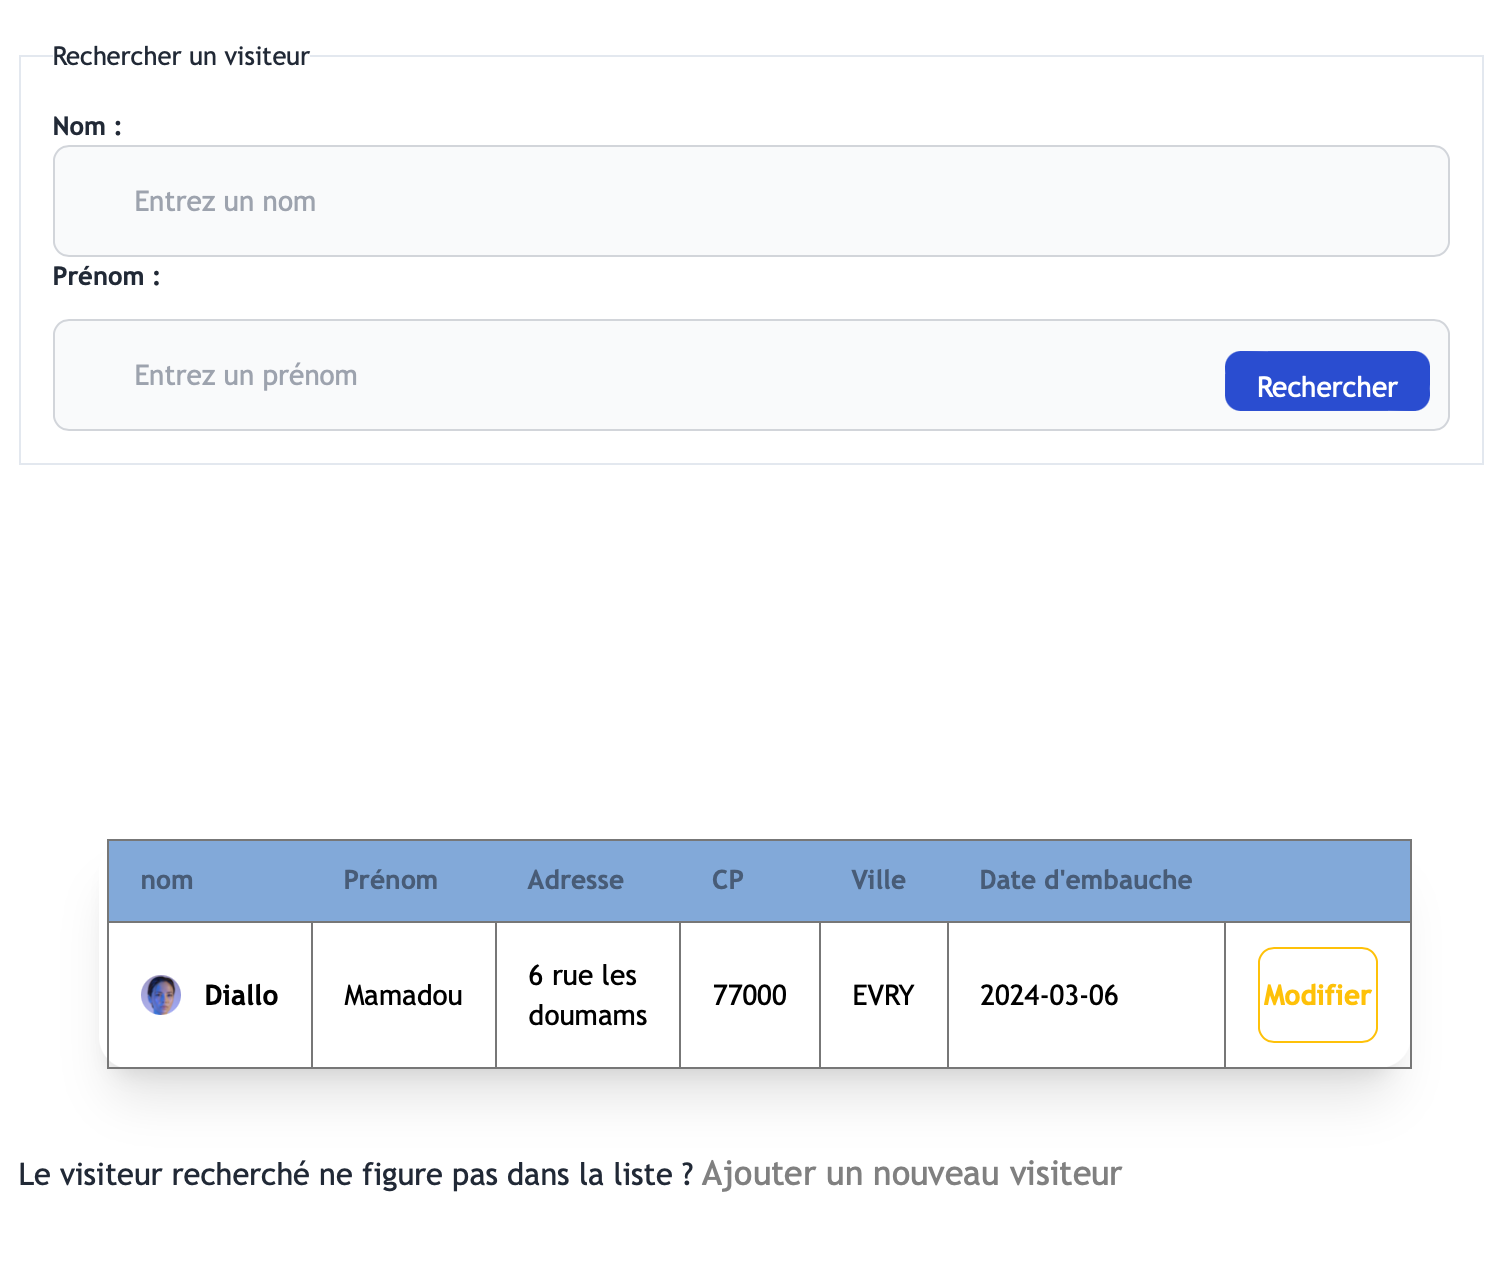 Rechercher un visiteur
Nom :
Entrez un nom
Prénom :
Entrez un prénom
Rechercher
nom Prénom Adresse CP Ville Date d'embauche
Diallo Mamadou 6 rue les doumams 77000 EVRY 2024-03-06 Modifier
Le visiteur recherché ne figure pas dans la liste ? Ajouter un nouveau visiteur